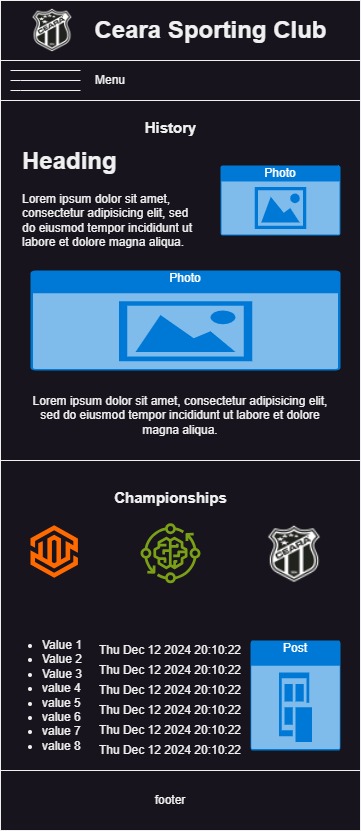 CEARA
Ceara Sporting Club
Menu
History
Heading
Photo
Lorem ipsum dolor sit amet,
consectetur adipisicing elit, sed
do eiusmod tempor incididunt ut
labore et dolore magna aliqua.
Photo
Lorem ipsum dolor sit amet, consectetur adipisicing elit,
sed do eiusmod tempor incididunt ut labore et dolore
magna aliqua.
Championships
CEARA
Value 1
Value 2
Value 3
value 4
value 5
value 6
value 7
value 8
Thu Dec 12 2024 20:10:22
Thu Dec 12 2024 20:10:22
Thu Dec 12 2024 20:10:22
Thu Dec 12 2024 20:10:22
Thu Dec 12 2024 20:10:22
Thu Dec 12 2024 20:10:22
Post
footer